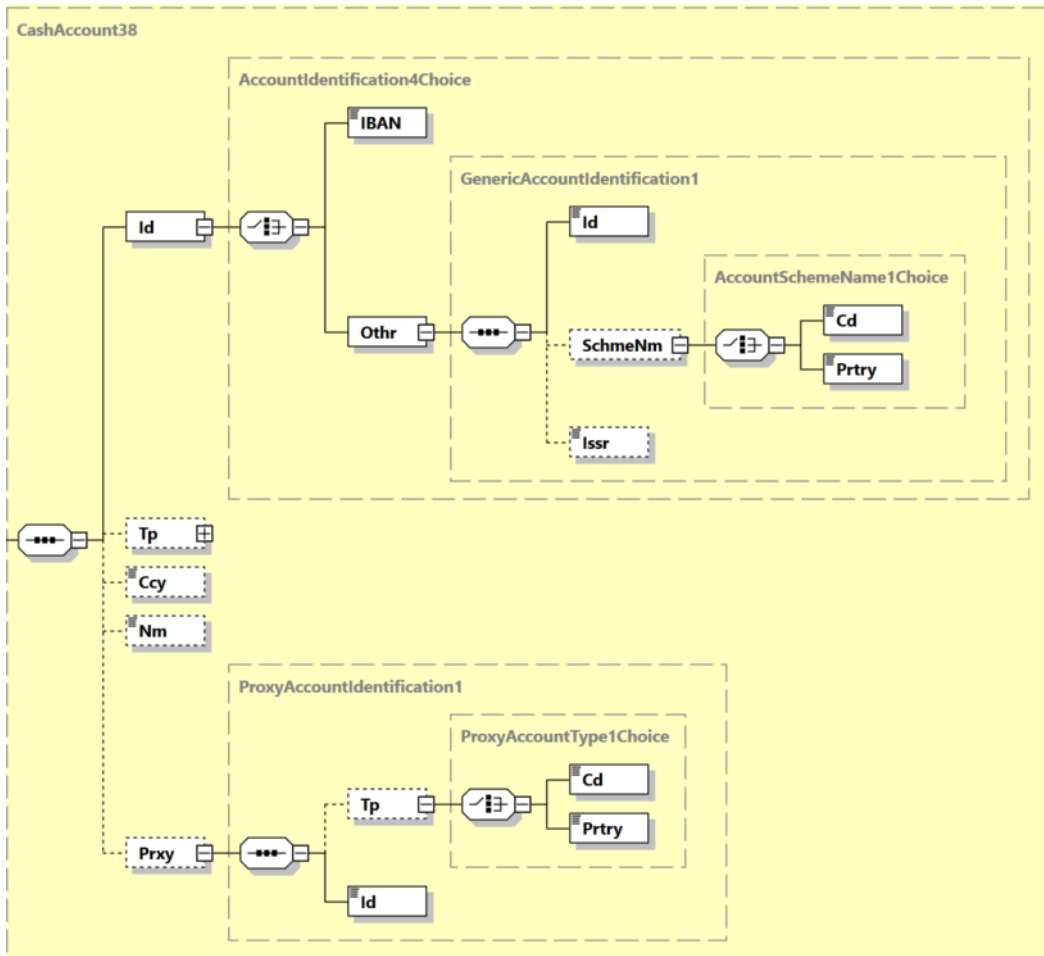 CashAccount38
AccountIdentification4Choice
IBAN
GenericAccountIdentification1
Id
Id
AccountSchemeName1Choice
Cd
Othr
SchmeNm
Prtry
Issr
Tp
Ccy
Nm
ProxyAccountIdentification1
ProxyAccountType1Choice
Cd
Tp
Prtry
Prxy
Id